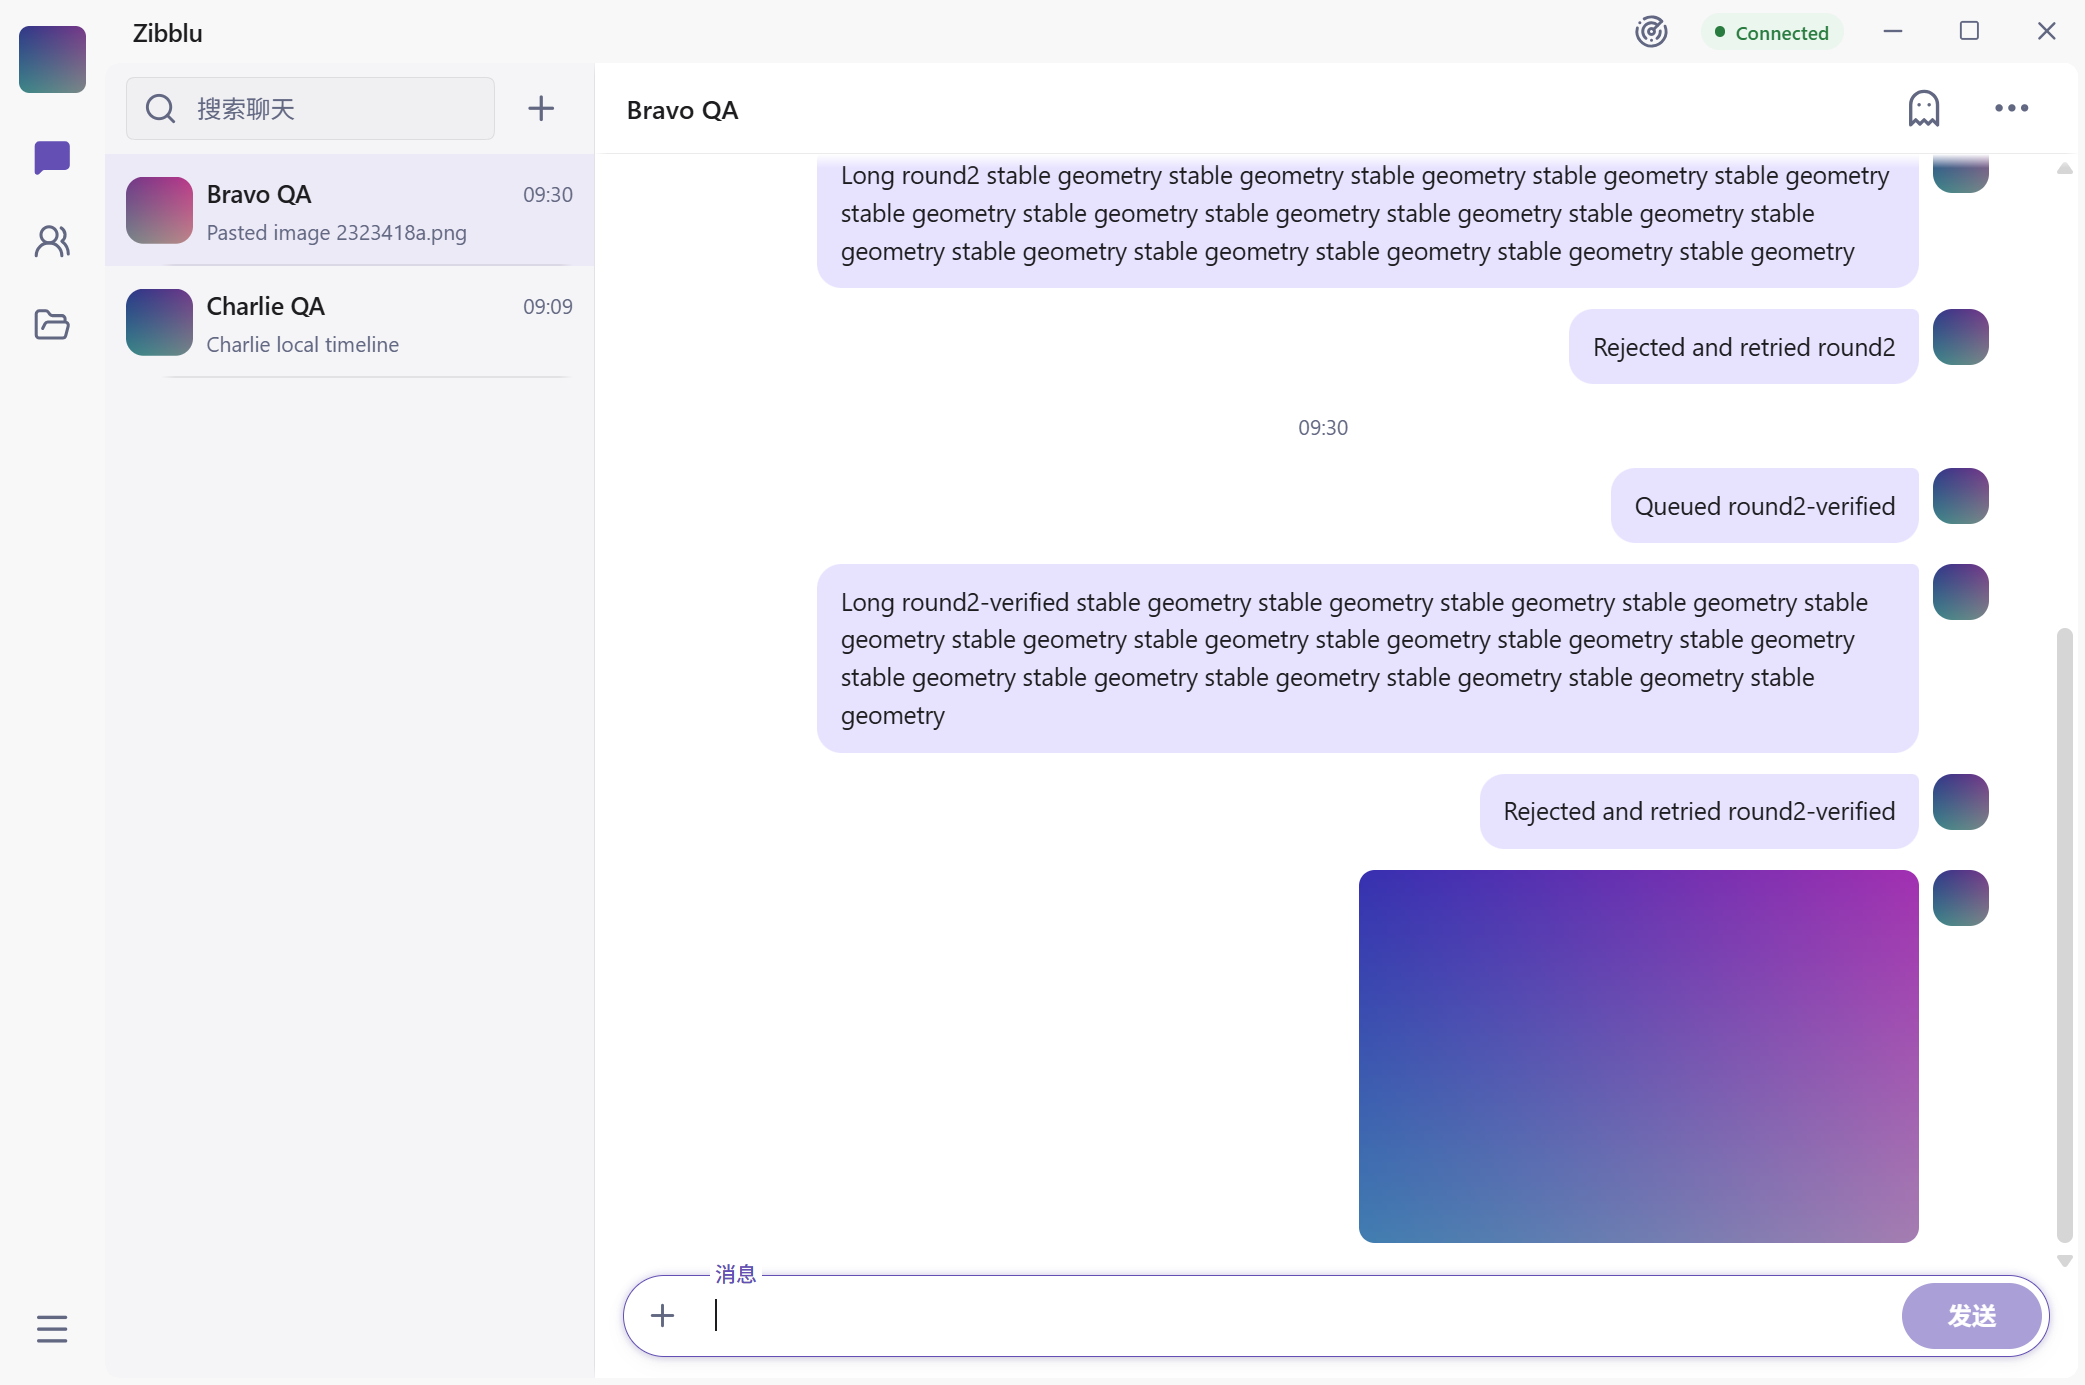 Zibblu
Connected
搜索聊天
Bravo QA
09:30
Pasted image 2323418a.png
Charlie QA
09:09
Charlie local timeline
Bravo QA
Long round2 stable geometry stable geometry stable geometry stable geometry stable geometry
stable geometry stable geometry stable geometry stable geometry stable geometry stable
geometry stable geometry stable geometry stable geometry stable geometry stable geometry
Rejected and retried round2
09:30
Queued round2-verified
Long round2-verified stable geometry stable geometry stable geometry stable geometry stable
geometry stable geometry stable geometry stable geometry stable geometry stable geometry
stable geometry stable geometry stable geometry stable geometry stable geometry stable
geometry
Rejected and retried round2-verified
消息
发送